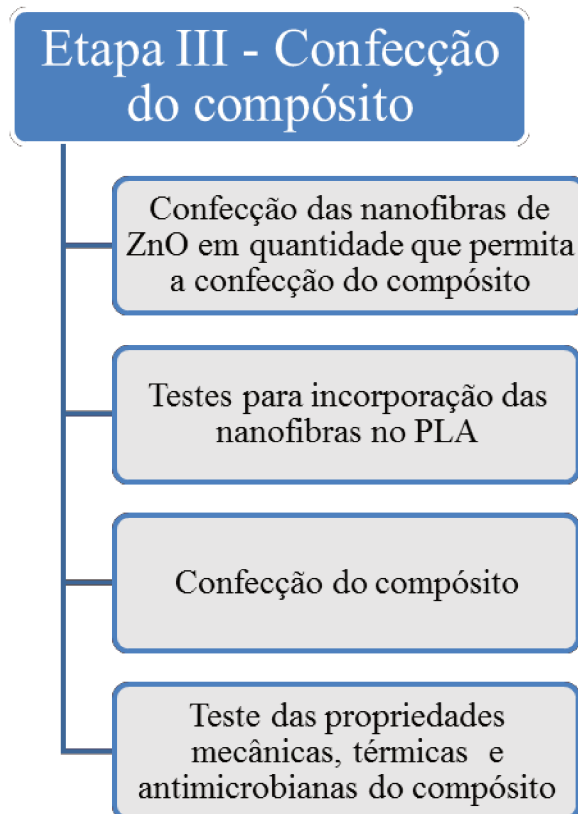 Etapa III - Confecção
do compósito
Confecção das nanofibras de
ZnO em quantidade que permita
a confecção do compósito
Testes para incorporação das
nanofibras no PLA
Confecção do compósito
Teste das propriedades
mecânicas, térmicas e
antimicrobianas do compósito